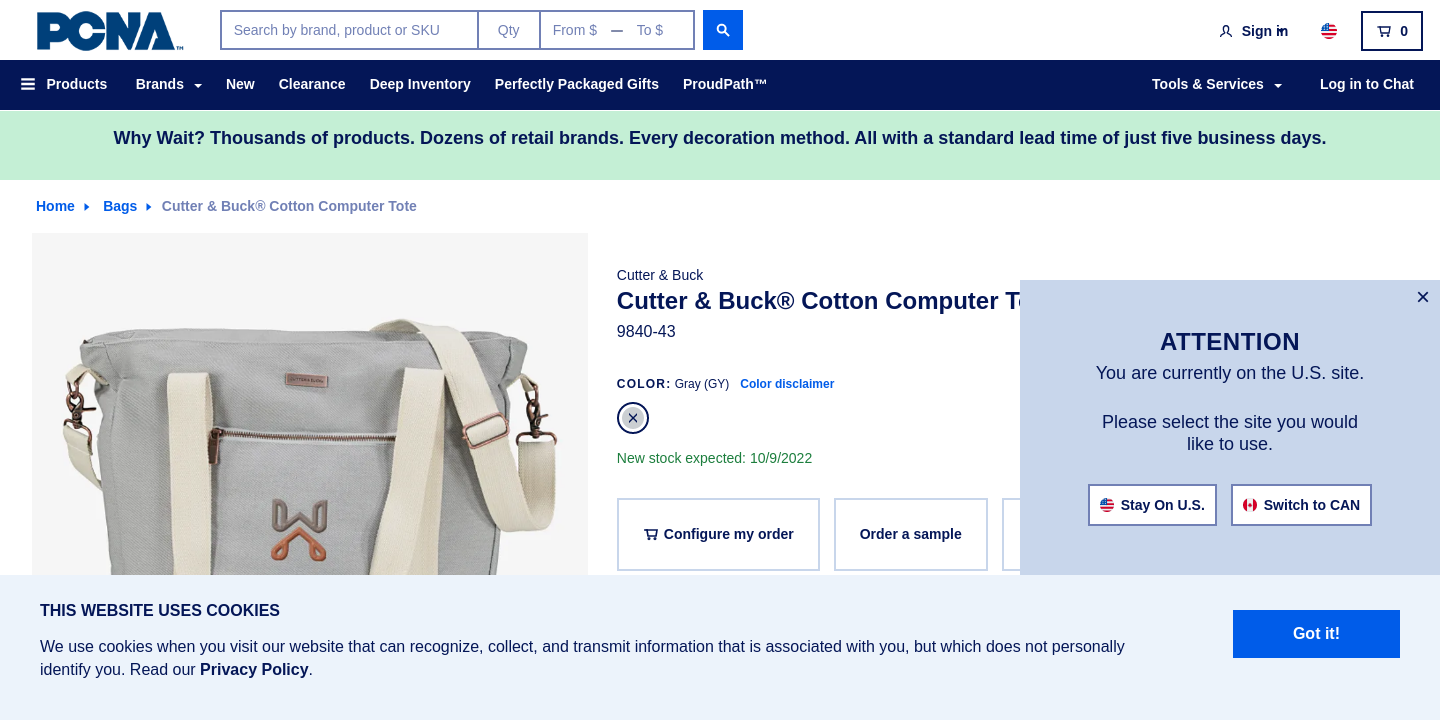 PCNA™
Search by brand, product or SKU
Qty
From $ — To $
Sign in
0
Products
Brands
New
Clearance
Deep Inventory
Perfectly Packaged Gifts
ProudPath™
Tools & Services
Log in to Chat
Why Wait? Thousands of products. Dozens of retail brands. Every decoration method. All with a standard lead time of just five business days.
Home
Bags
Cutter & Buck® Cotton Computer Tote
Cutter & Buck
Cutter & Buck® Cotton Computer To
9840-43
COLOR: Gray (GY) Color disclaimer
New stock expected: 10/9/2022
Configure my order
Order a sample
ATTENTION
You are currently on the U.S. site.
Please select the site you would
like to use.
Stay On U.S.
Switch to CAN
THIS WEBSITE USES COOKIES
We use cookies when you visit our website that can recognize, collect, and transmit information that is associated with you, but which does not personally
identify you. Read our Privacy Policy.
Got it!